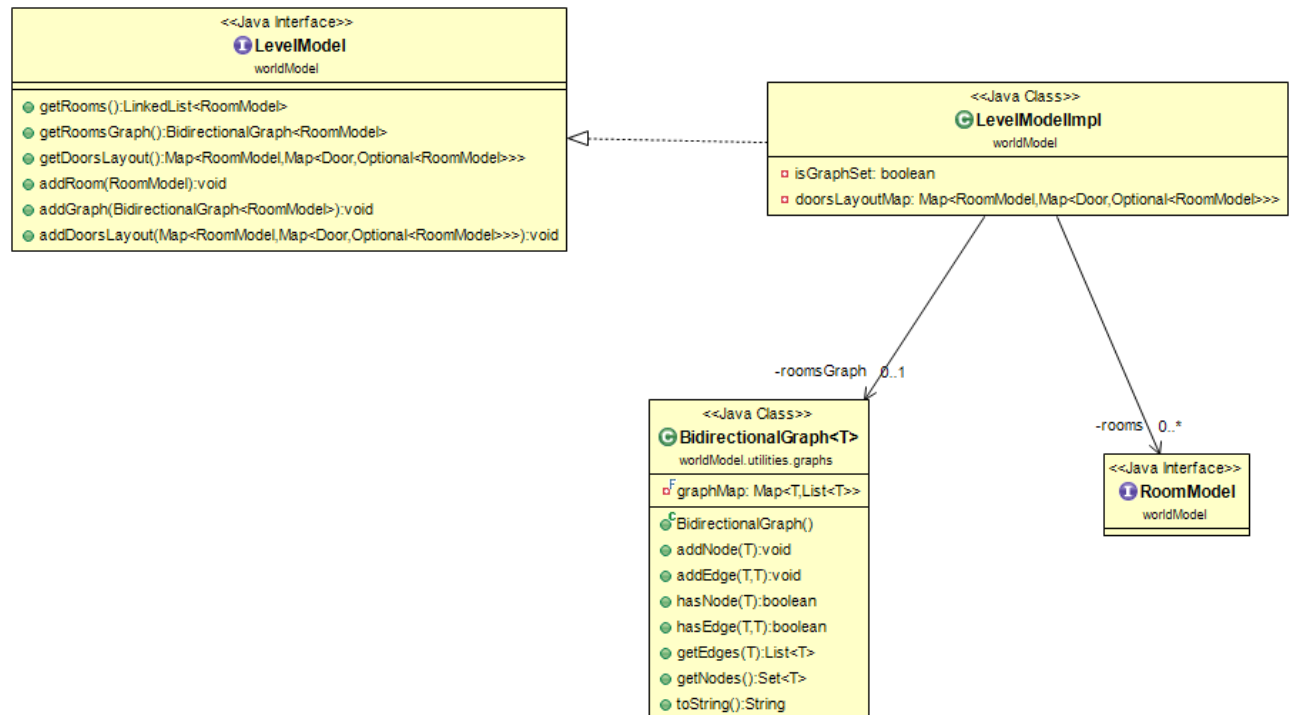 <<Java Interface>>
LevelModel
worldModel
getRooms():LinkedList<RoomModel>
getRoomsGraph():BidirectionalGraph<RoomModel>
getDoorsLayout():Map<RoomModel,Map<Door,Optional<RoomModel>>>
addRoom(RoomModel):void
addGraph(BidirectionalGraph<RoomModel>):void
addDoorsLayout(Map<RoomModel,Map<Door,Optional<RoomModel>>>):void
<<Java Class>>
LevelModelImpl
worldModel
isGraphSet: boolean
doorsLayoutMap: Map<RoomModel,Map<Door,Optional<RoomModel>>>
-roomsGraph 0..1
-rooms 0..*
<<Java Class>>
BidirectionalGraph<T>
worldModel.utilities.graphs
graphMap: Map<T,List<T>>
BidirectionalGraph()
addNode(T):void
addEdge(T,T):void
hasNode(T):boolean
hasEdge(T,T):boolean
getEdges(T):List<T>
getNodes():Set<T>
toString():String
<<Java Interface>>
RoomModel
worldModel